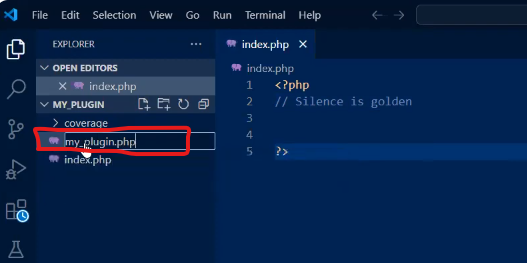 File Edit Selection View Go Run Terminal Help
EXPLORER ...
OPEN EDITORS
index.php
MY_PLUGIN
coverage
my_plugin.php
index.php
index.php
index.php
1 <?php
2 // Silence is golden
3
4
5 ?>